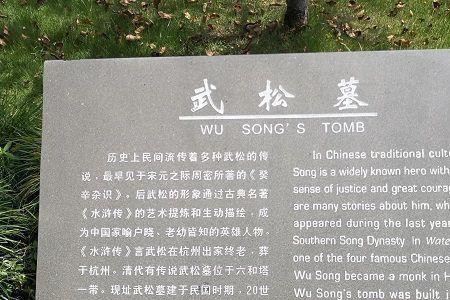 武松墓
WU SONG'S TOMB
历史上民间流传着多种武松的传
说，最早见于宋元之际周密所著的《癸
辛杂识》。后武松的形象通过古典名著
《水浒传》的艺术提炼和生动描绘，成
为中国家喻户晓、老幼皆知的英雄人物。
《水浒传》言武松在杭州出家终老，葬
于杭州。清代有传说武松墓位于六和塔
一带。现址武松墓建于民国时期，20世
In Chinese traditional cultu
Song is a widely known hero with
sense of justice and great courag
are many stories about him, wh
appeared during the last year
Southern Song Dynasty in Wate
one of the four famous Chinese
Wu Song became a monk in H
Wu Song's tomb was built